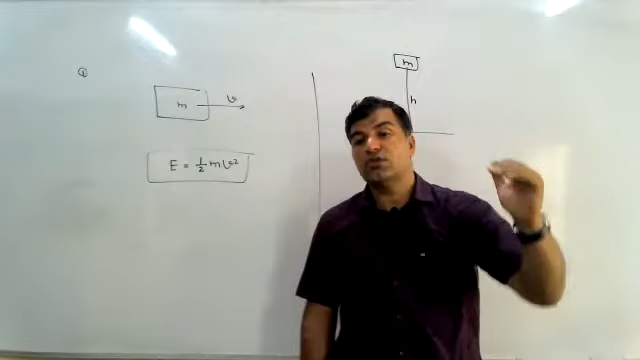 ①
m v
E = ½mv²
m
h